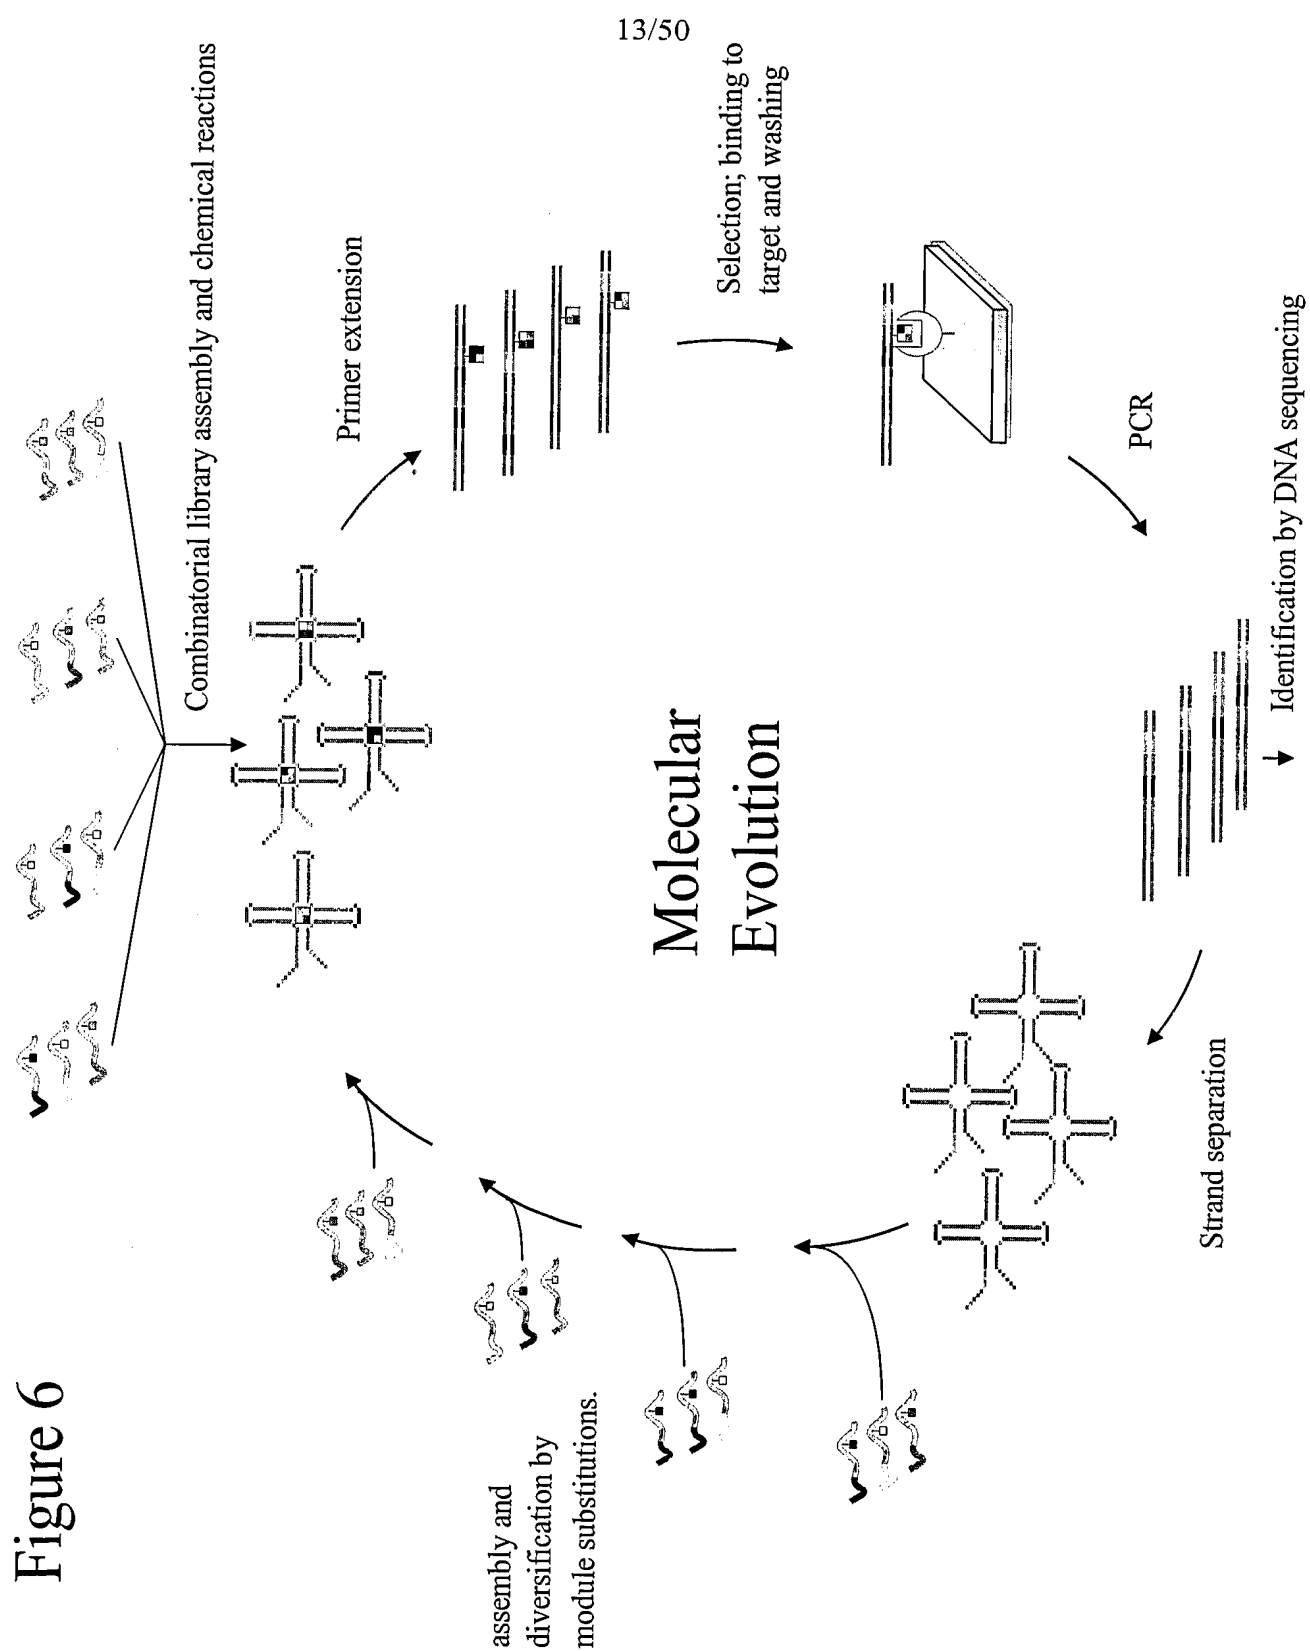 13/50
Figure 6
Combinatorial library assembly and chemical reactions
Primer extension
Selection; binding to
target and washing
PCR
Identification by DNA sequencing
Strand separation
assembly and
diversification by
module substitutions.
Molecular
Evolution